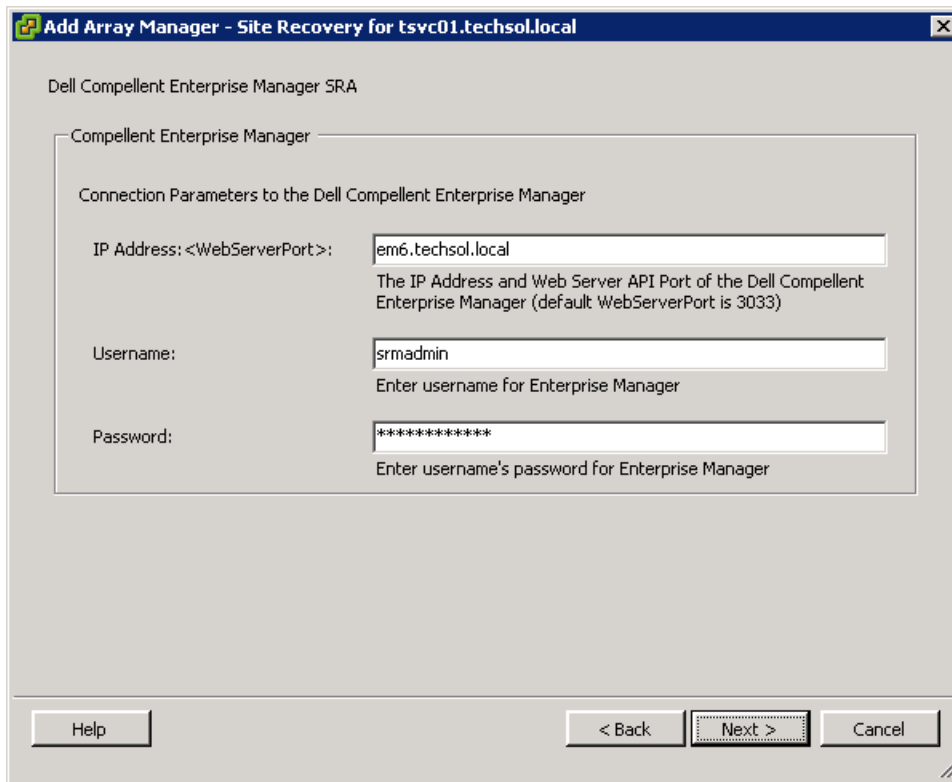 Add Array Manager - Site Recovery for tsvc01.techsol.local
Dell Compellent Enterprise Manager SRA
Compellent Enterprise Manager
Connection Parameters to the Dell Compellent Enterprise Manager
IP Address:<WebServerPort>: em6.techsol.local
The IP Address and Web Server API Port of the Dell Compellent
Enterprise Manager (default WebServerPort is 3033)
Username: srmadmin
Enter username for Enterprise Manager
Password: ************
Enter username's password for Enterprise Manager
Help < Back Next > Cancel